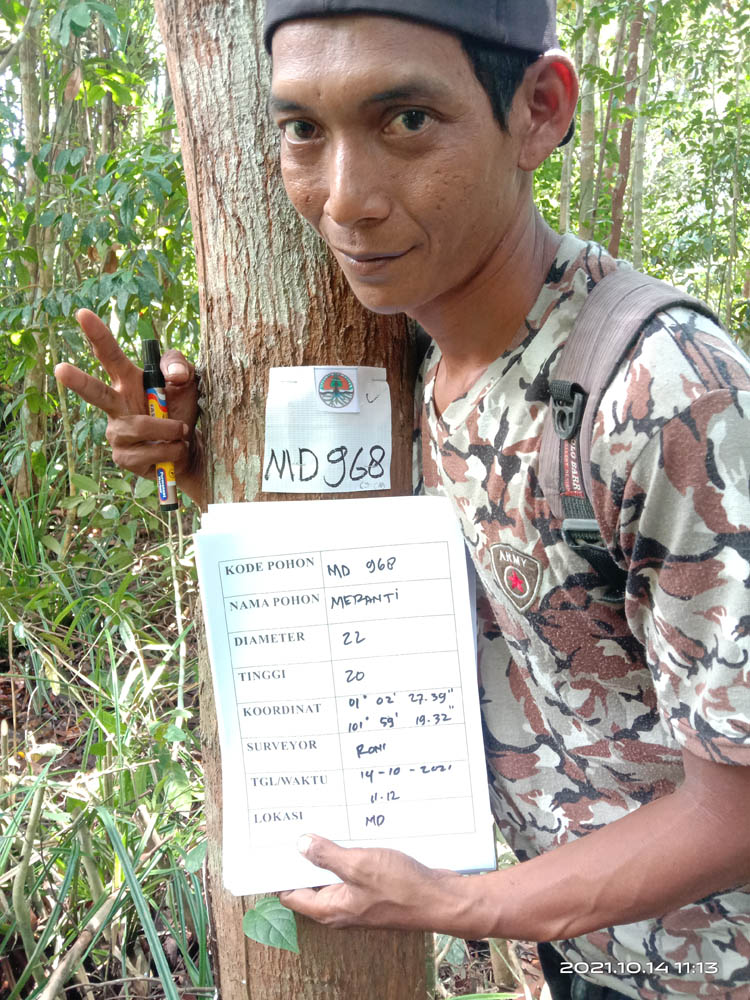 MD 968
KODE POHON MD 968
NAMA POHON MERANTI
DIAMETER 22
TINGGI 20
KOORDINAT 01° 02' 27.39"
101° 59' 19.32"
SURVEYOR RONI
TGL/WAKTU 14-10-2021
11.12
LOKASI MD
ARMY
2021.10.14 11:13